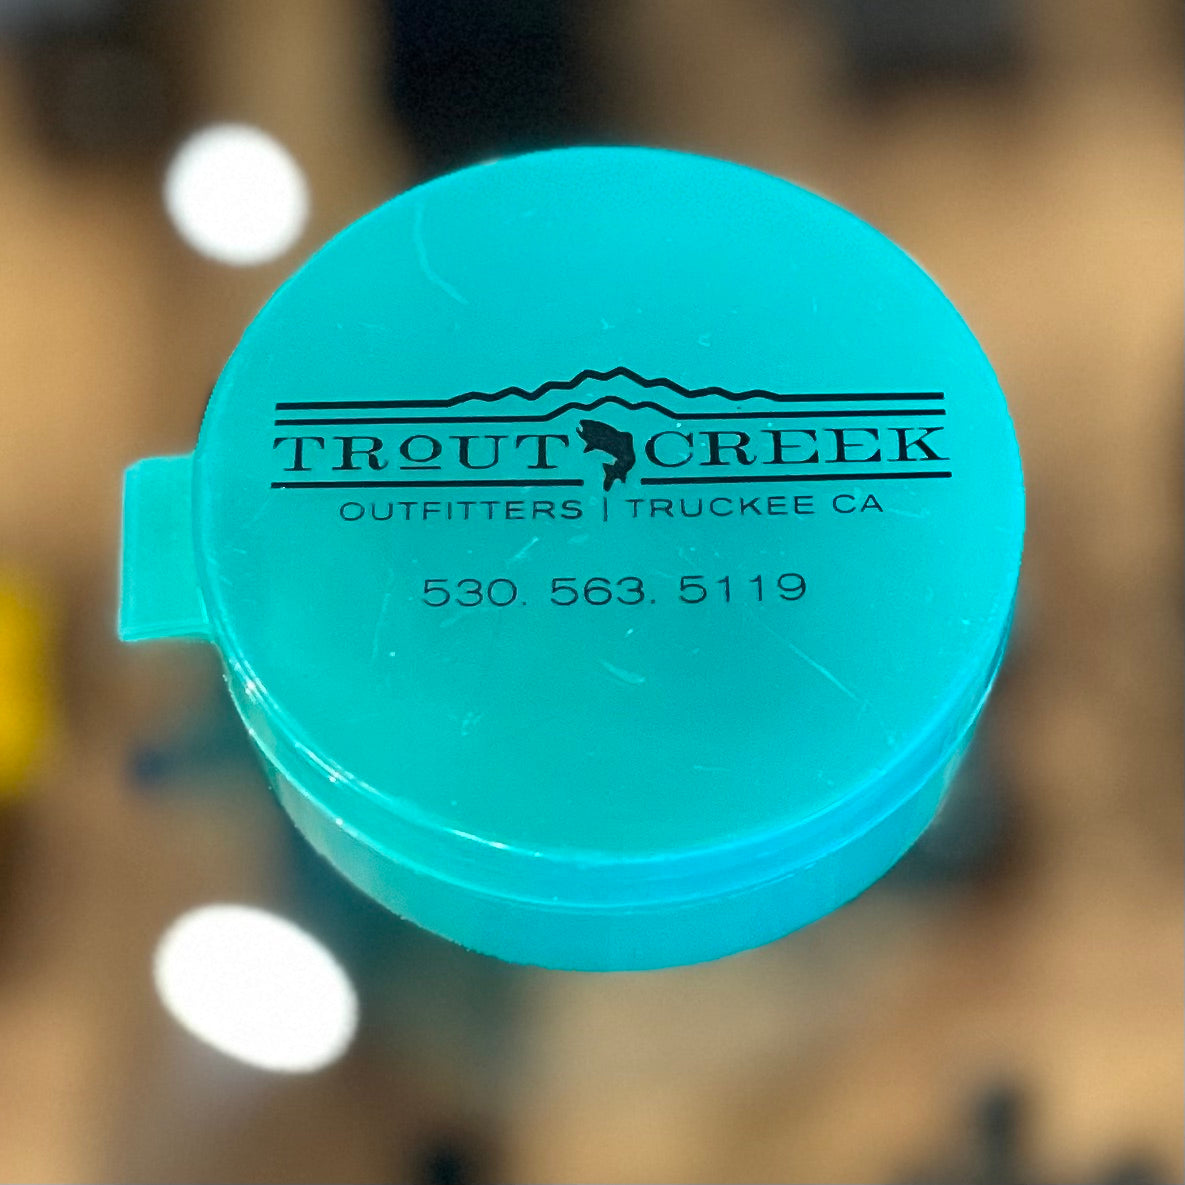 TROUT CREEK
OUTFITTERS | TRUCKEE CA
530. 563. 5119